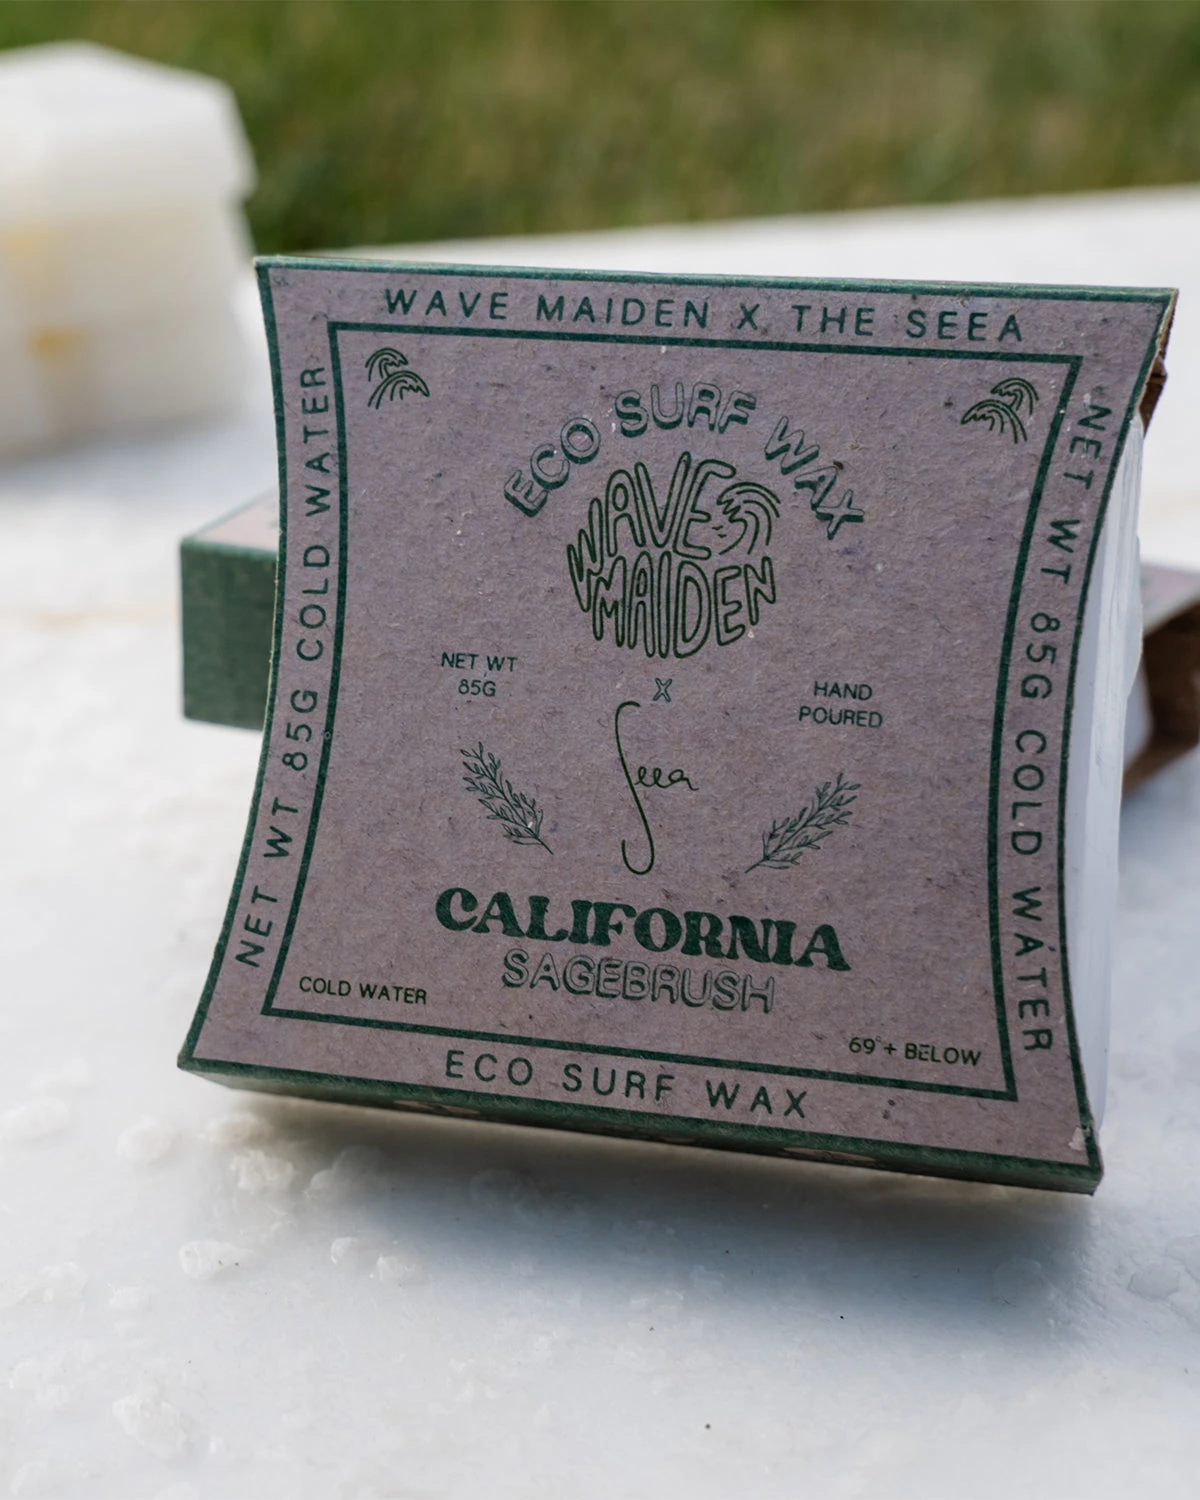 WAVE MAIDEN X THE SEEA
NET WT 85G COLD WATER
NET WT 85G COLD WATER
ECO SURF WAX
WAVE
MAIDEN
NET WT
85G
X
HAND
POURED
Seea
CALIFORNIA
SAGEBRUSH
COLD WATER
69°+ BELOW
ECO SURF WAX